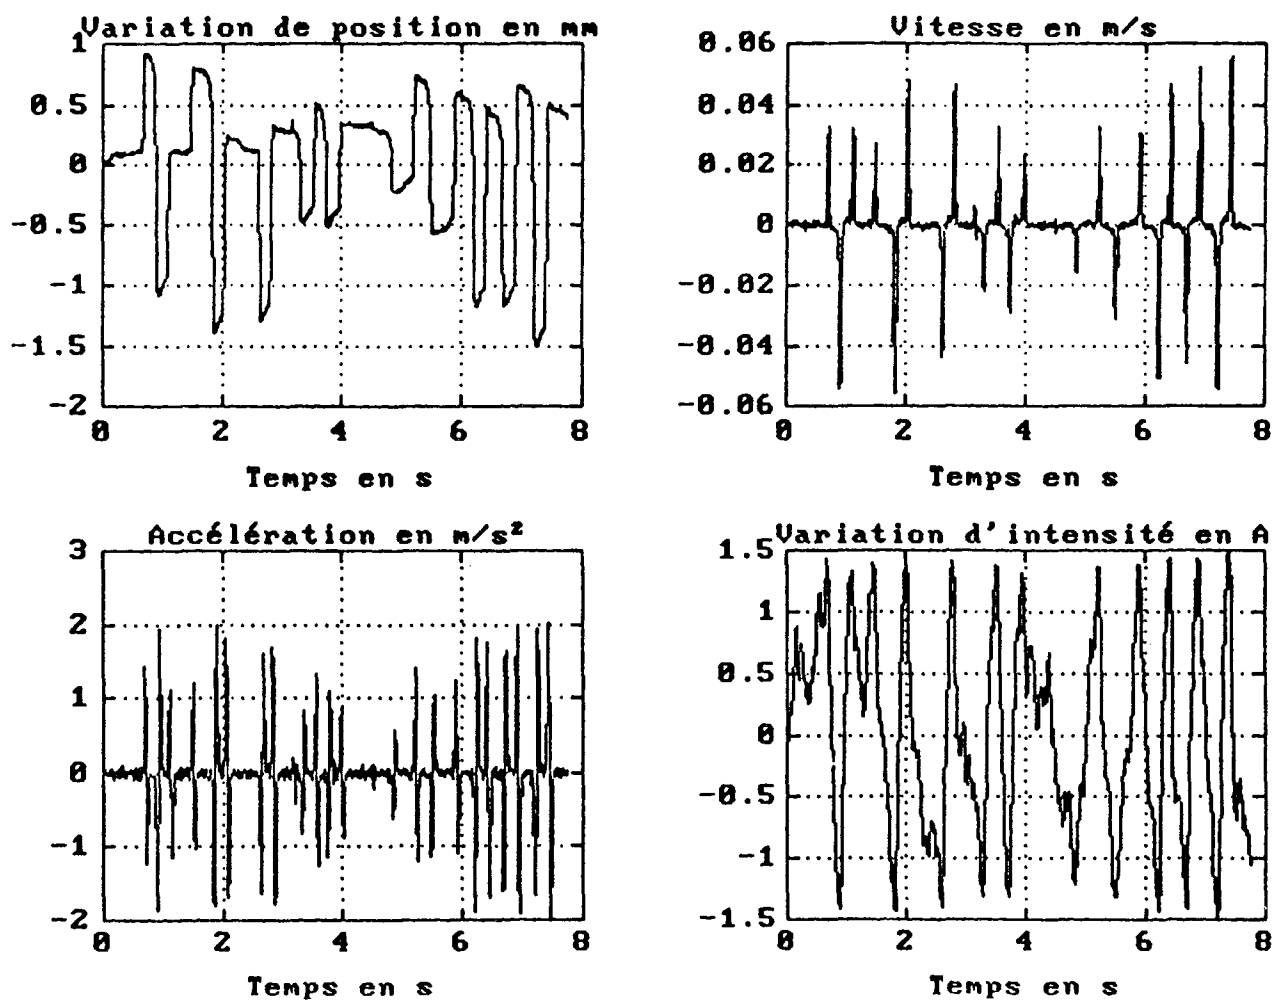 Variation de position en mm
1
0.5
0
-0.5
-1
-1.5
-2
0 2 4 6 8
Temps en s
Vitesse en m/s
0.06
0.04
0.02
0
-0.02
-0.04
-0.06
0 2 4 6 8
Temps en s
Accélération en m/s²
3
2
1
0
-1
-2
0 2 4 6 8
Temps en s
Variation d'intensité en A
1.5
1
0.5
0
-0.5
-1
-1.5
0 2 4 6 8
Temps en s